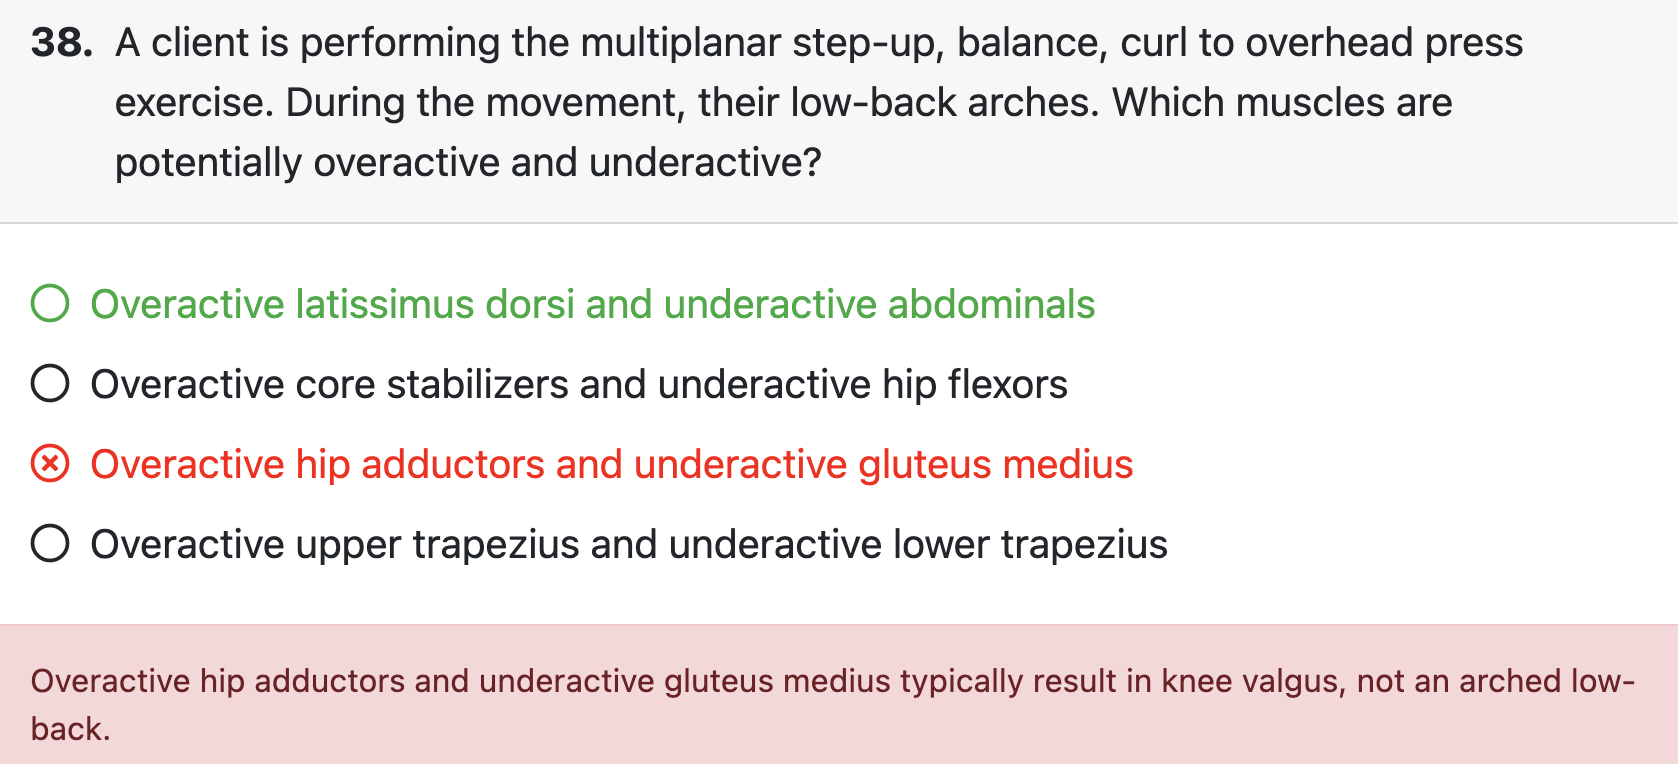 38. A client is performing the multiplanar step-up, balance, curl to overhead press
exercise. During the movement, their low-back arches. Which muscles are
potentially overactive and underactive?
Overactive latissimus dorsi and underactive abdominals
Overactive core stabilizers and underactive hip flexors
Overactive hip adductors and underactive gluteus medius
Overactive upper trapezius and underactive lower trapezius
Overactive hip adductors and underactive gluteus medius typically result in knee valgus, not an arched low-
back.